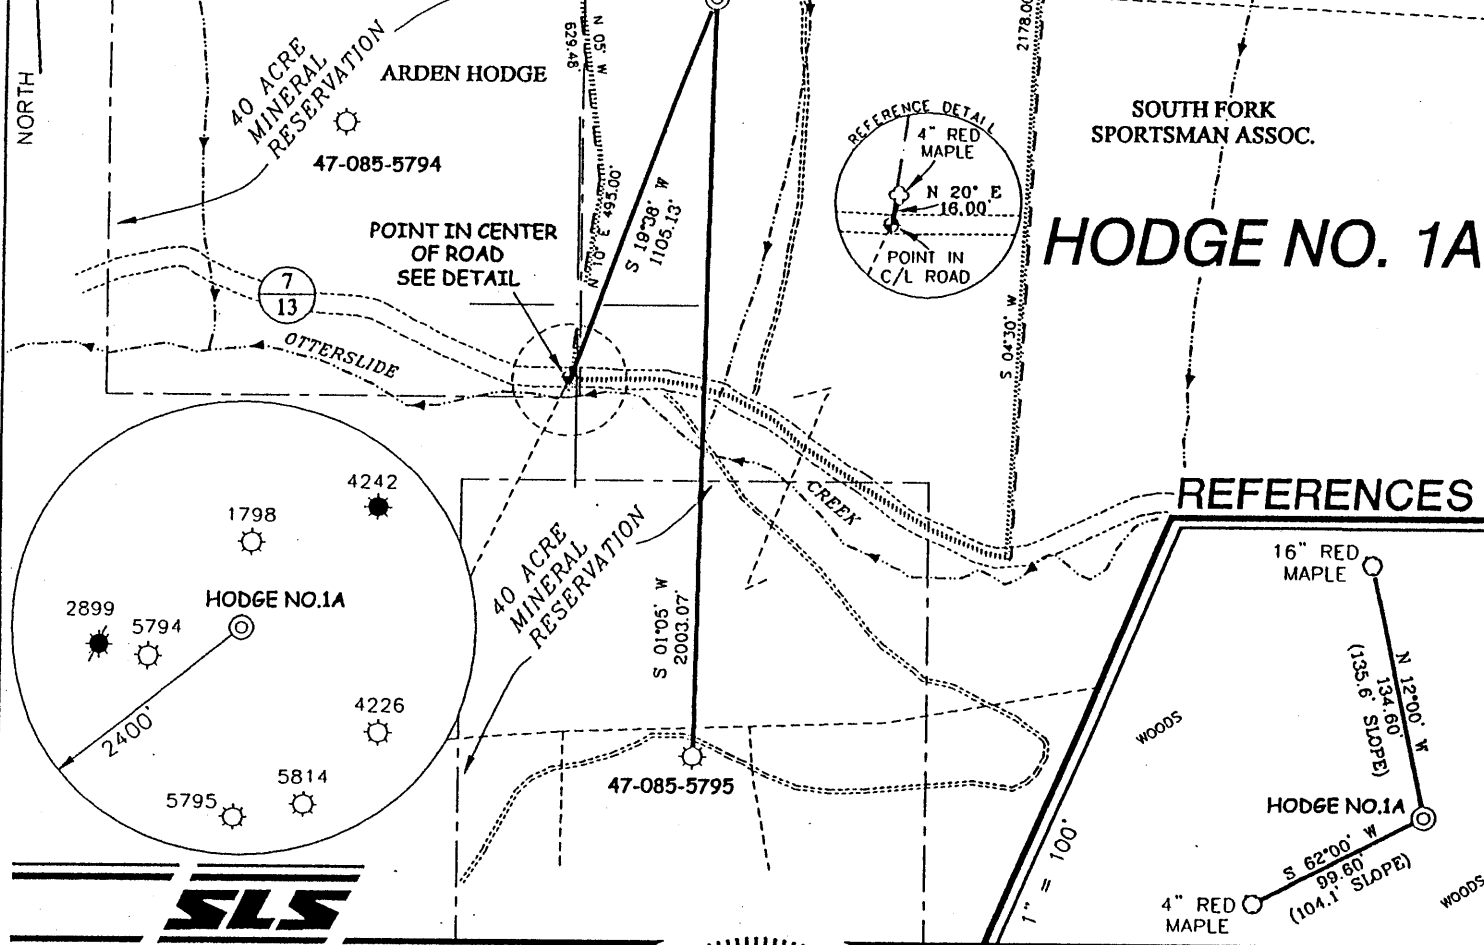 NORTH
40 ACRE
MINERAL
RESERVATION
ARDEN HODGE
47-085-5794
N 05° W
629.48
N 10° E 495.00'
S 19°38' W
1105.13'
POINT IN CENTER
OF ROAD
SEE DETAIL
7
13
OTTERSLIDE
CREEK
REFERENCE DETAIL
4" RED
MAPLE
N 20° E
16.00'
POINT IN
C/L ROAD
2178.00
S 04°30' W
SOUTH FORK
SPORTSMAN ASSOC.
HODGE NO. 1A
4242
1798
HODGE NO.1A
2899
5794
4226
2400'
5814
5795
40 ACRE
MINERAL
RESERVATION
S 01°05' W
2003.07'
47-085-5795
REFERENCES
16" RED
MAPLE
N 12°00' W
134.60'
(135.6' SLOPE)
WOODS
HODGE NO.1A
S 62°00' W
99.60'
(104.1' SLOPE)
4" RED
MAPLE
WOODS
1" = 100'
SLS